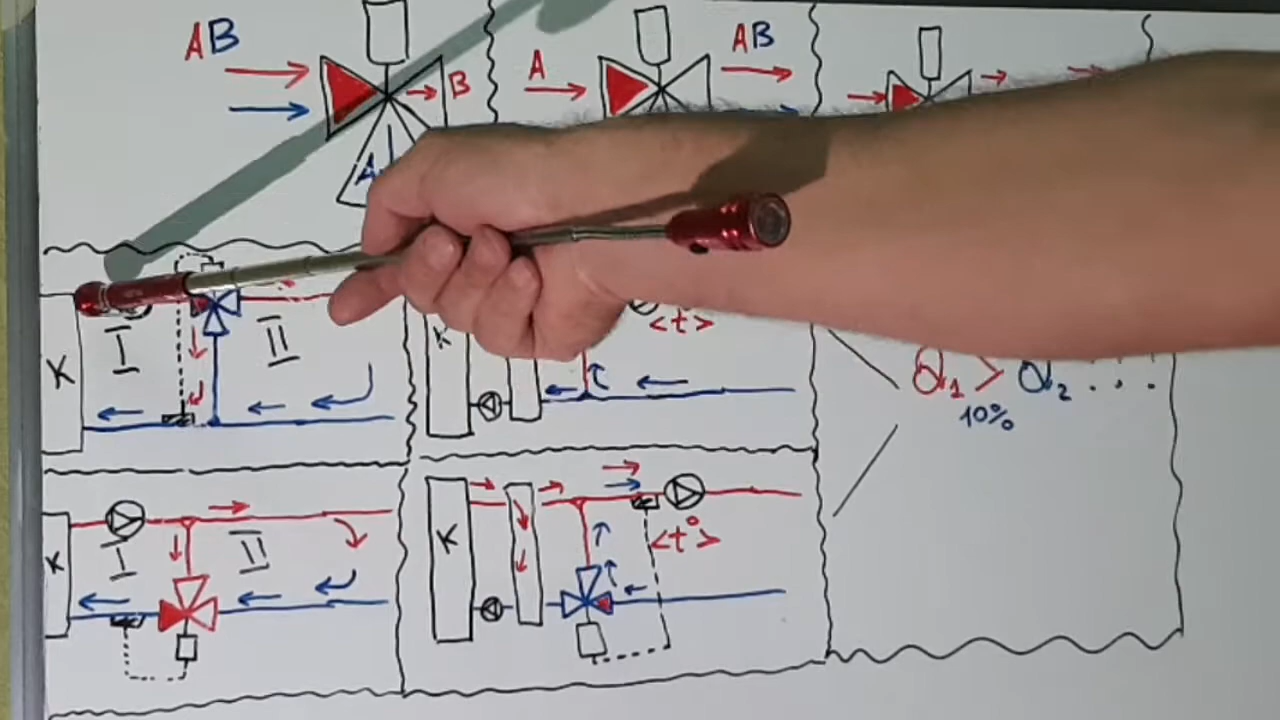 AB
B
A
A
AB
K
I
II
K
<t>
Q₁ > Q₂ ....
10%
K
I
II
K
<t°>